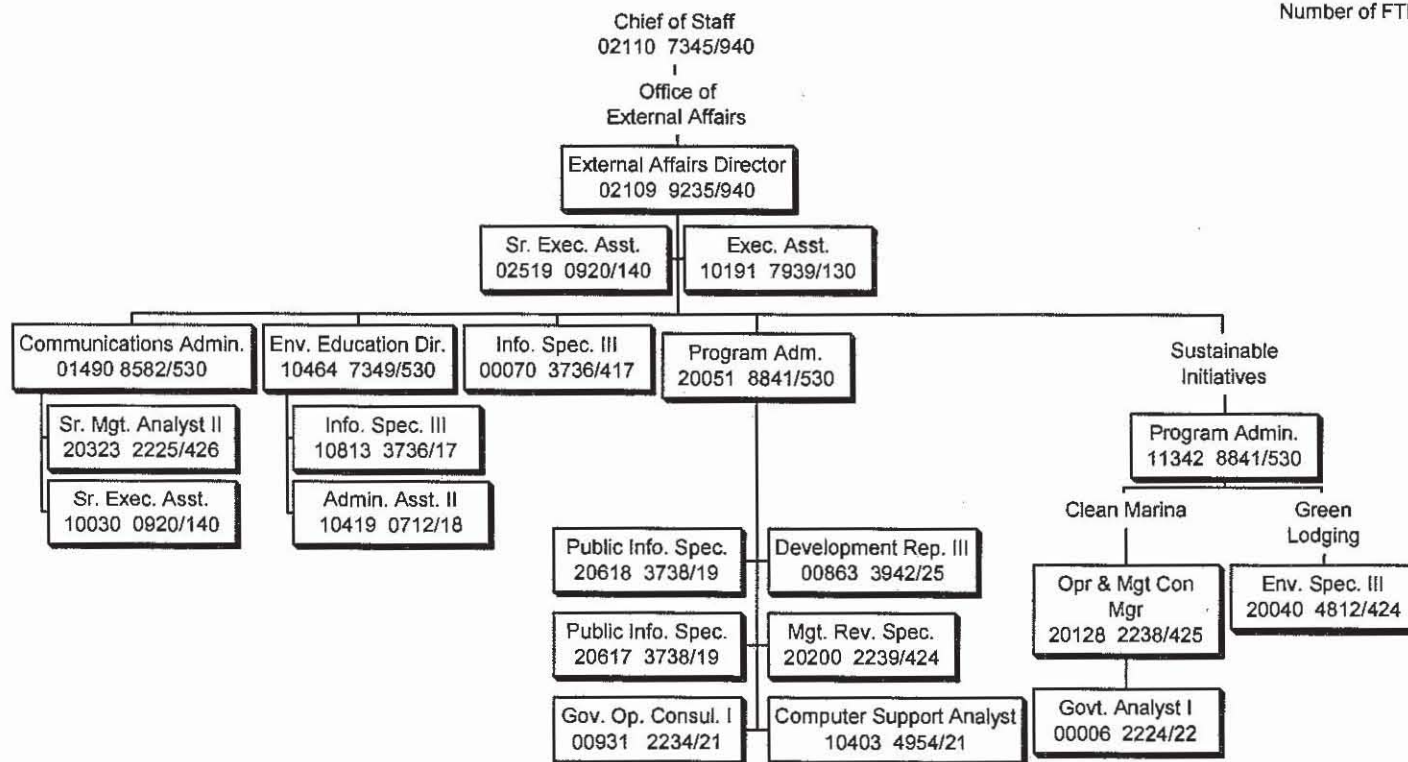 Number of FT
Chief of Staff
02110 7345/940
Office of
External Affairs
External Affairs Director
02109 9235/940
Sr. Exec. Asst.
02519 0920/140
Exec. Asst.
10191 7939/130
Communications Admin.
01490 8582/530
Env. Education Dir.
10464 7349/530
Info. Spec. III
00070 3736/417
Program Adm.
20051 8841/530
Sustainable
Initiatives
Sr. Mgt. Analyst II
20323 2225/426
Sr. Exec. Asst.
10030 0920/140
Info. Spec. III
10813 3736/17
Admin. Asst. II
10419 0712/18
Program Admin.
11342 8841/530
Clean Marina
Green
Lodging
Public Info. Spec.
20618 3738/19
Development Rep. III
00863 3942/25
Opr & Mgt Con
Mgr
20128 2238/425
Env. Spec. III
20040 4812/424
Public Info. Spec.
20617 3738/19
Mgt. Rev. Spec.
20200 2239/424
Gov. Op. Consul. I
00931 2234/21
Computer Support Analyst
10403 4954/21
Govt. Analyst I
00006 2224/22